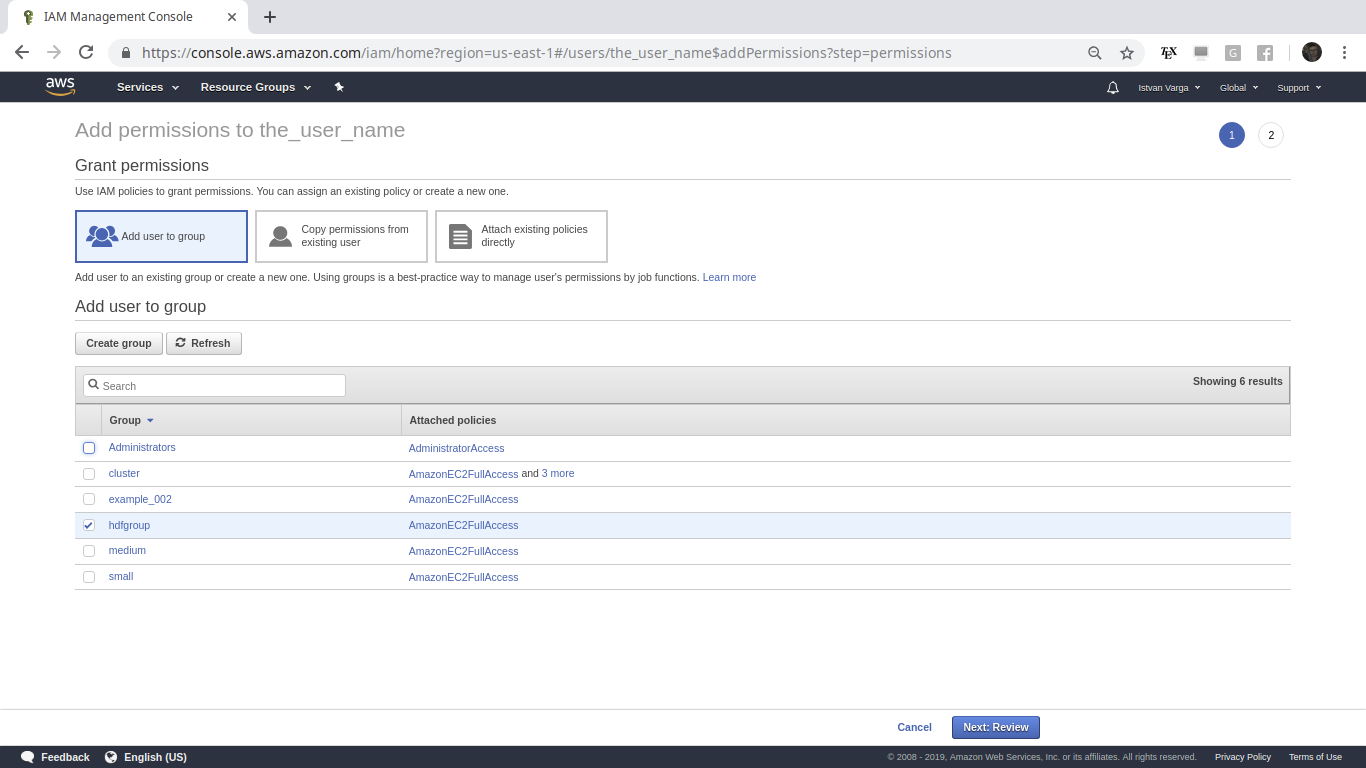 IAM Management Console
https://console.aws.amazon.com/iam/home?region=us-east-1#/users/the_user_name$addPermissions?step=permissions
TEX
G
aws
Services
Resource Groups
Istvan Varga
Global
Support
Add permissions to the_user_name
1
2
Grant permissions
Use IAM policies to grant permissions. You can assign an existing policy or create a new one.
Add user to group
Copy permissions from
existing user
Attach existing policies
directly
Add user to an existing group or create a new one. Using groups is a best-practice way to manage user's permissions by job functions. Learn more
Add user to group
Create group
Refresh
Search
Showing 6 results
Group
Attached policies
Administrators
AdministratorAccess
cluster
AmazonEC2FullAccess and 3 more
example_002
AmazonEC2FullAccess
hdfgroup
AmazonEC2FullAccess
medium
AmazonEC2FullAccess
small
AmazonEC2FullAccess
Cancel
Next: Review
Feedback
English (US)
© 2008 - 2019, Amazon Web Services, Inc. or its affiliates. All rights reserved.
Privacy Policy
Terms of Use